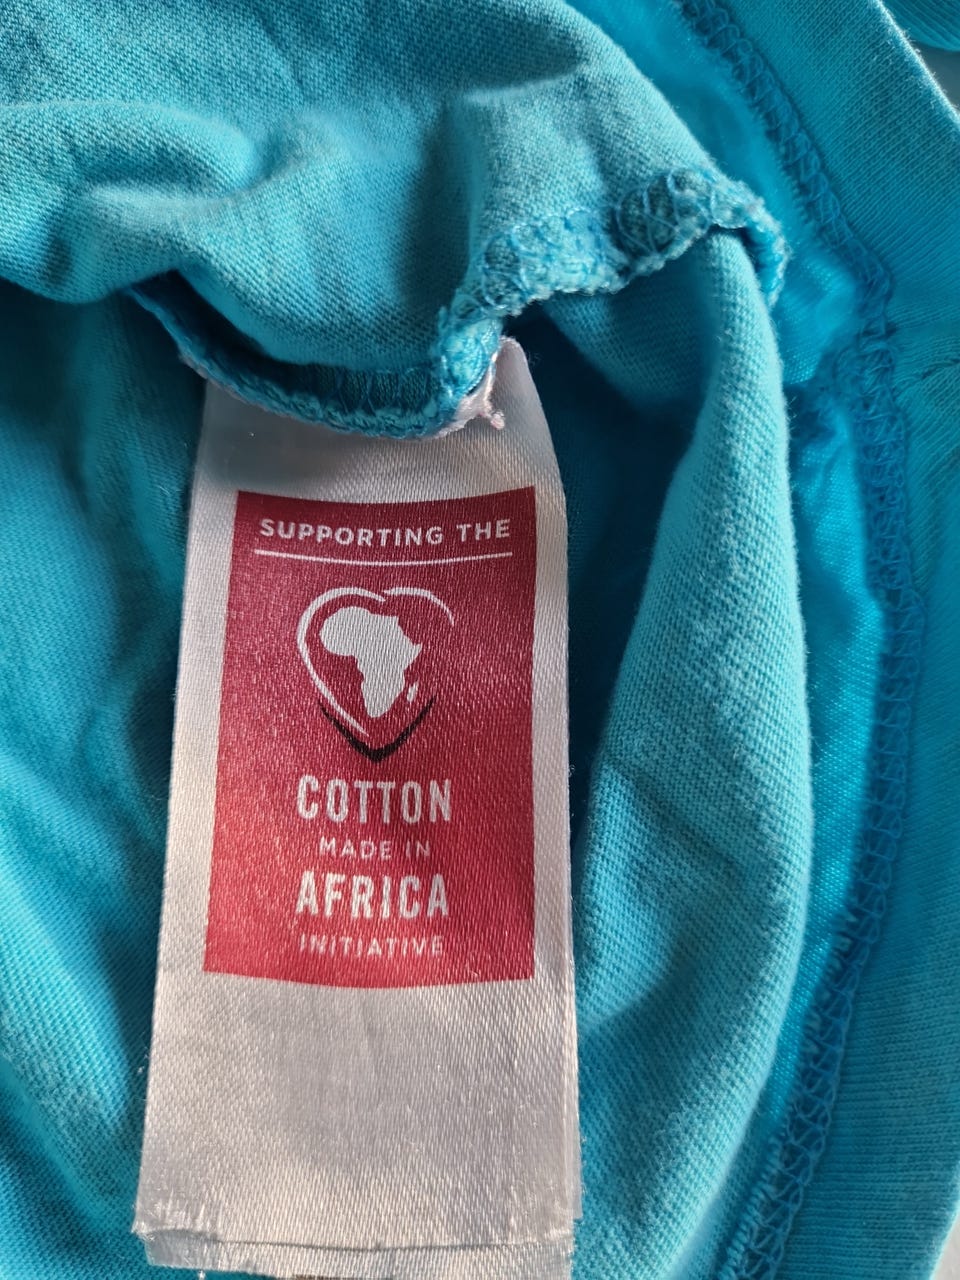 SUPPORTING THE
COTTON
MADE IN
AFRICA
INITIATIVE